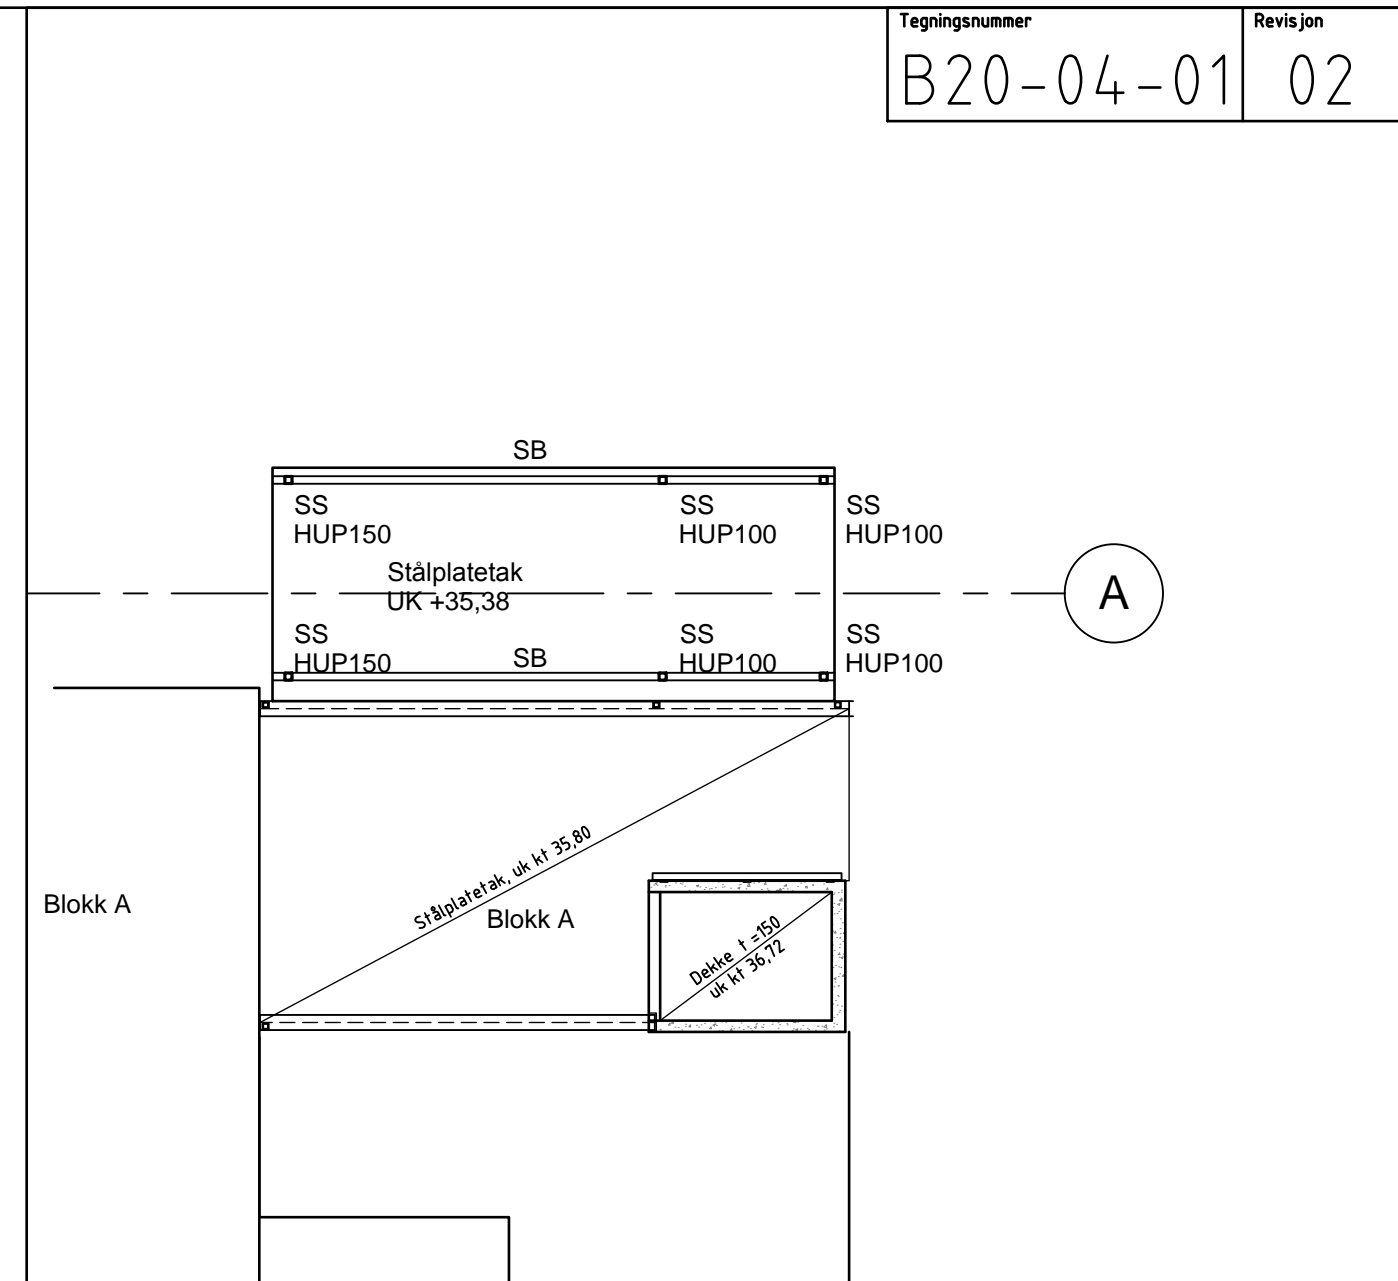 Tegningsnummer
Revisjon
B20-04-01
02
SB
SS
HUP150
SS
HUP100
SS
HUP100
Stålplatetak
UK +35,38
A
SS
HUP150
SB
SS
HUP100
SS
HUP100
Stålplatetak, uk kt 35,80
Blokk A
Blokk A
Dekke t =150
uk kt 36,72